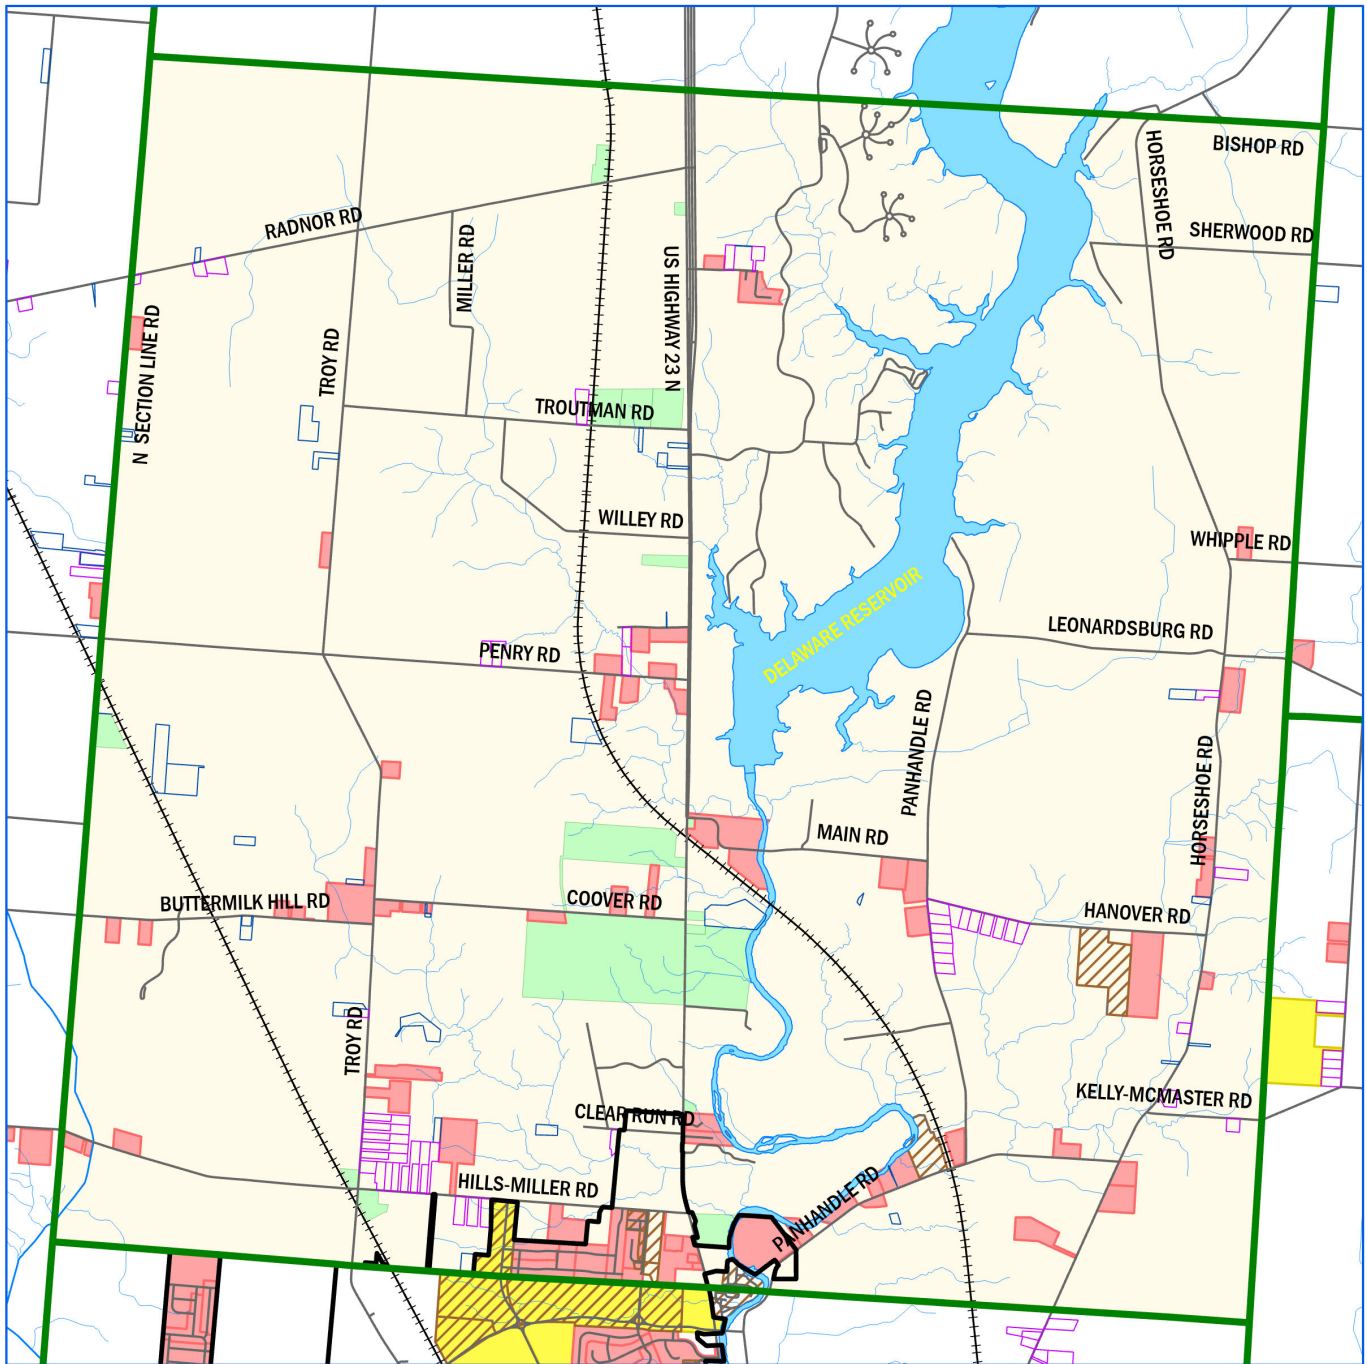 BISHOP RD
HORSESHOE RD
RADNOR RD
SHERWOOD RD
MILLER RD
US HIGHWAY 23 N
N SECTION LINE RD
TROY RD
TROUTMAN RD
WILLEY RD
WHIPPLE RD
DELAWARE RESERVOIR
LEONARDSBURG RD
PENRY RD
PANHANDLE RD
HORSESHOE RD
MAIN RD
BUTTERMILK HILL RD
COOVER RD
HANOVER RD
TROY RD
KELLY-MCMASTER RD
CLEAR RUN RD
HILLS-MILLER RD
PANHANDLE RD